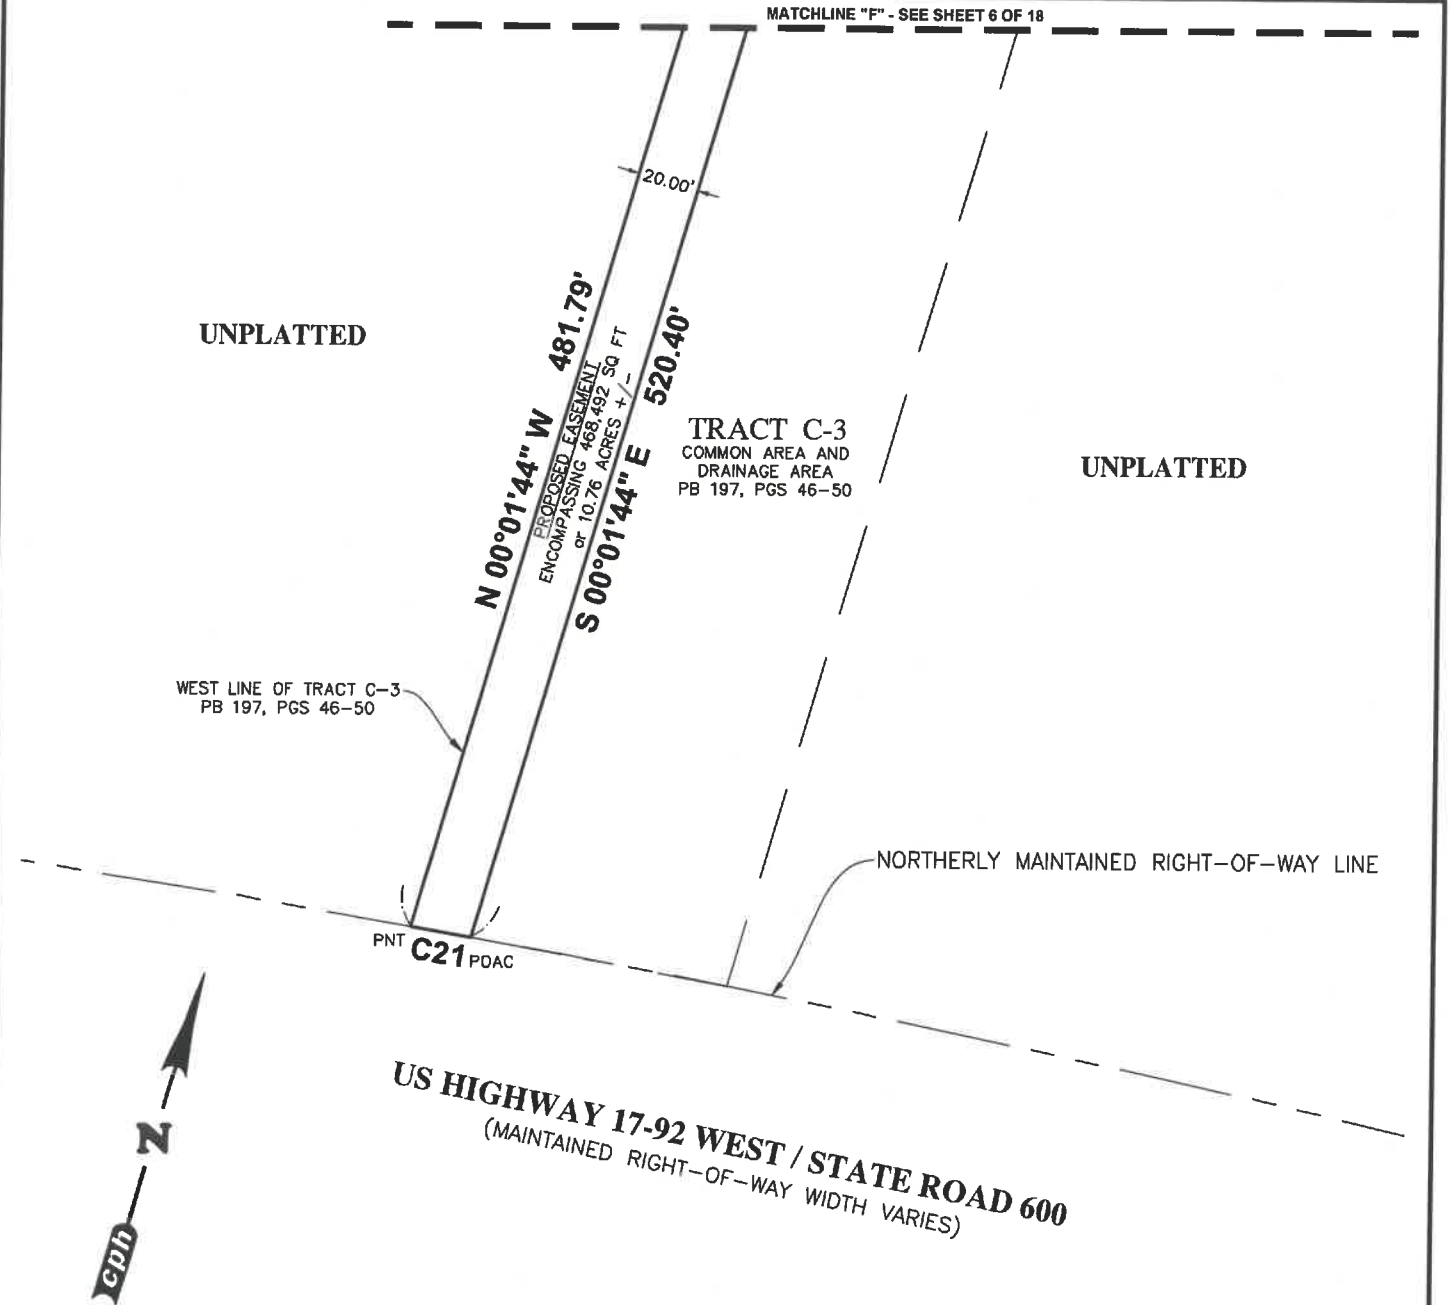 MATCHLINE "F" - SEE SHEET 6 OF 18
20.00'
UNPLATTED
N 00°01'44" W 481.79'
PROPOSED EASEMENT
ENCOMPASSING 468,492 SQ FT
or 10.76 ACRES +/-
S 00°01'44" E 520.40'
TRACT C-3
COMMON AREA AND
DRAINAGE AREA
PB 197, PGS 46-50
UNPLATTED
WEST LINE OF TRACT C-3
PB 197, PGS 46-50
NORTHERLY MAINTAINED RIGHT-OF-WAY LINE
PNT C21 POAC
US HIGHWAY 17-92 WEST / STATE ROAD 600
(MAINTAINED RIGHT-OF-WAY WIDTH VARIES)
N
cph